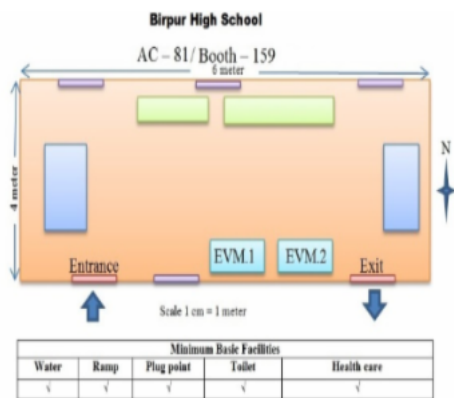 Birpur High School
AC – 81/ Booth – 159
6 meter
4 meter
N
EVM.1 EVM.2
Entrance Exit
Scale 1 cm = 1 meter
Minimum Basic Facilities
Water Ramp Plug point Toilet Health care
√ √ √ √ √